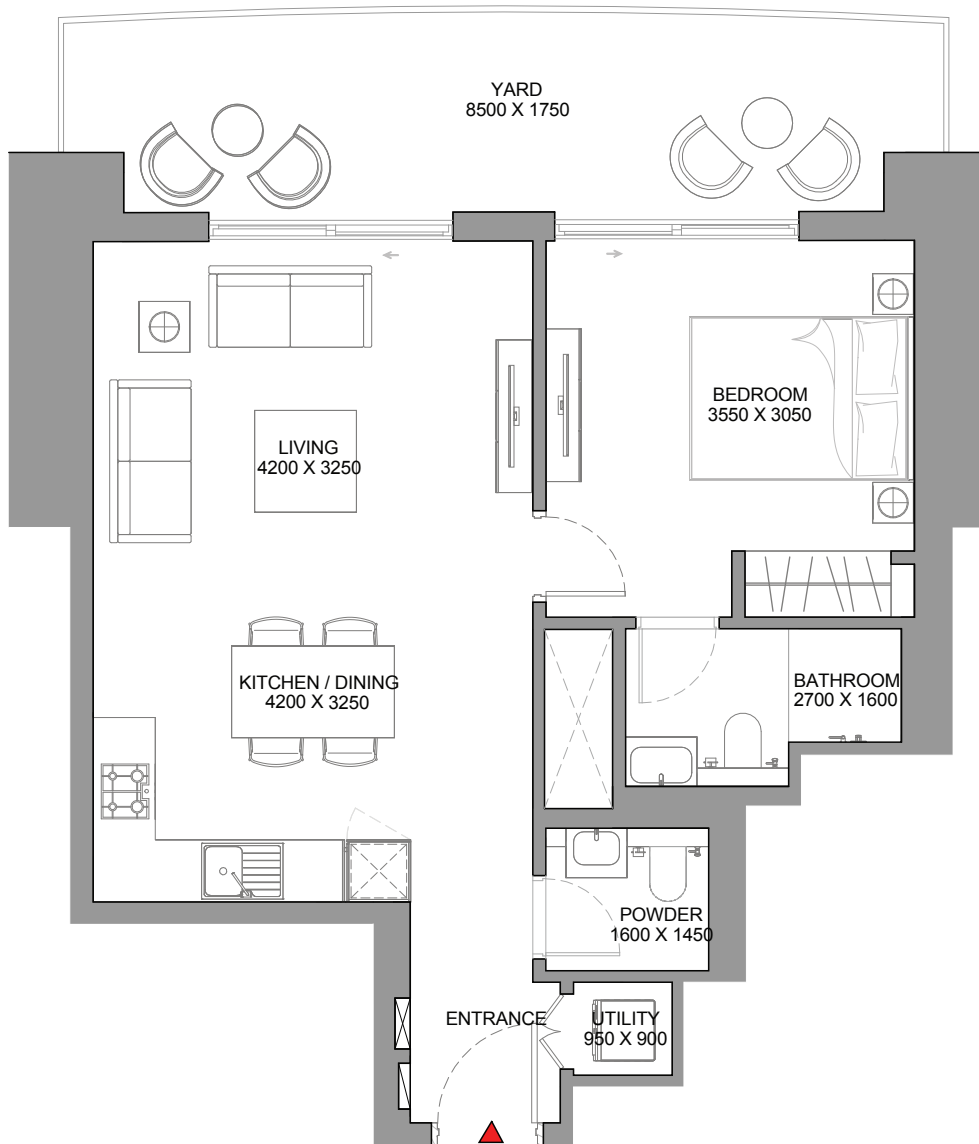 YARD
8500 X 1750
BEDROOM
3550 X 3050
LIVING
4200 X 3250
KITCHEN / DINING
4200 X 3250
BATHROOM
2700 X 1600
POWDER
1600 X 1450
ENTRANCE
UTILITY
950 X 900